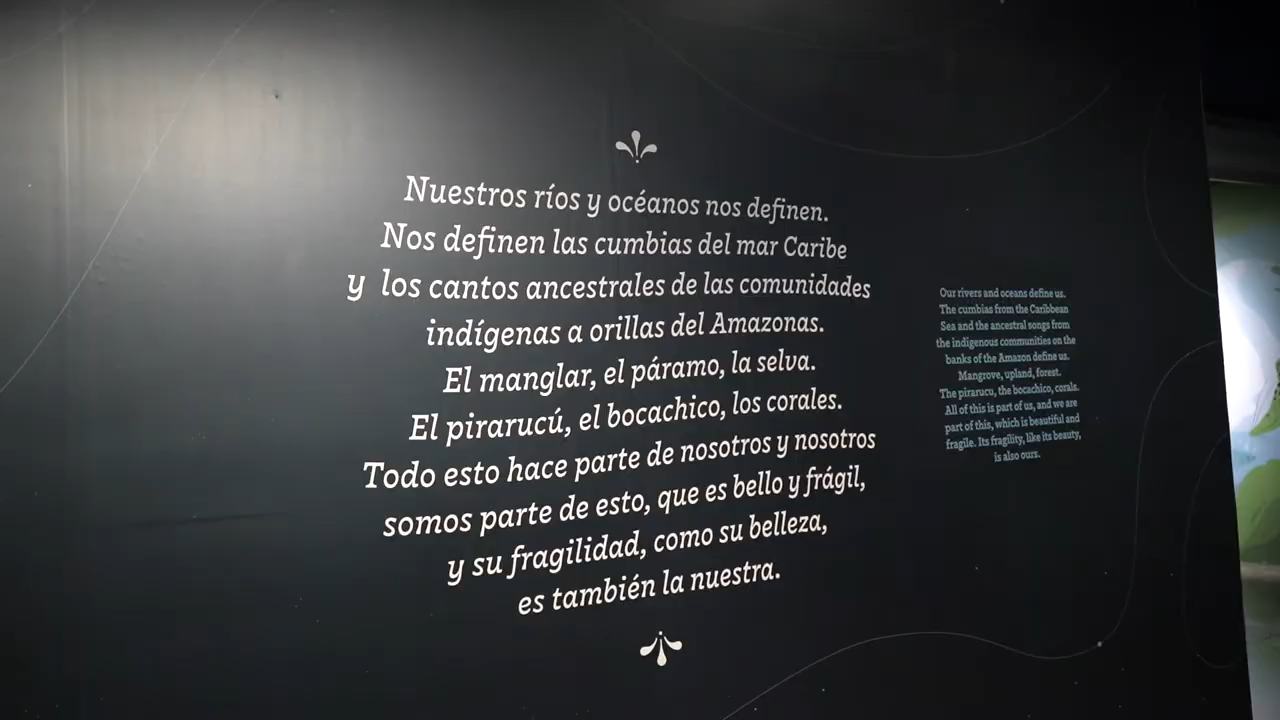 Nuestros ríos y océanos nos definen.
Nos definen las cumbias del mar Caribe
y los cantos ancestrales de las comunidades
indígenas a orillas del Amazonas.
El manglar, el páramo, la selva.
El pirarucú, el bocachico, los corales.
Todo esto hace parte de nosotros y nosotros
somos parte de esto, que es bello y frágil,
y su fragilidad, como su belleza,
es también la nuestra.
Our rivers and oceans define us.
The cumbias from the Caribbean
Sea and the ancestral songs from
the indigenous communities on the
banks of the Amazon define us.
Mangrove, upland, forest.
The pirarucu, the bocachico, corals.
All of this is part of us, and we are
part of this, which is beautiful and
fragile. Its fragility, like its beauty,
is also ours.